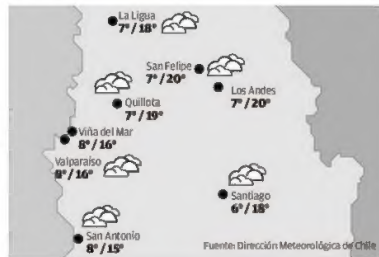 La Ligua
7° / 18°
San Felipe
7° / 20°
Los Andes
7° / 20°
Quillota
7° / 19°
Viña del Mar
8° / 16°
Valparaíso
8° / 16°
Santiago
6° / 18°
San Antonio
8° / 15°
Fuente: Dirección Meteorológica de Chile